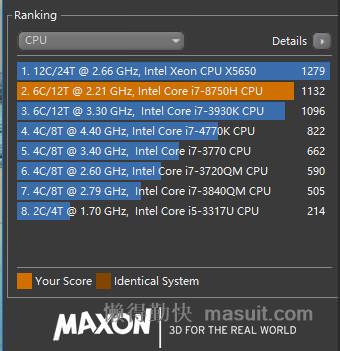 Ranking
CPU
Details
1. 12C/24T @ 2.66 GHz, Intel Xeon CPU X5650 1279
2. 6C/12T @ 2.21 GHz, Intel Core i7-8750H CPU 1132
3. 6C/12T @ 3.30 GHz, Intel Core i7-3930K CPU 1096
4. 4C/8T @ 4.40 GHz, Intel Core i7-4770K CPU 822
5. 4C/8T @ 3.40 GHz, Intel Core i7-3770 CPU 662
6. 4C/8T @ 2.60 GHz, Intel Core i7-3720QM CPU 590
7. 4C/8T @ 2.79 GHz, Intel Core i7-3840QM CPU 505
8. 2C/4T @ 1.70 GHz, Intel Core i5-3317U CPU 214
Your Score Identical System
懒得勤快 masuit.com
MAXON 3D FOR THE REAL WORLD